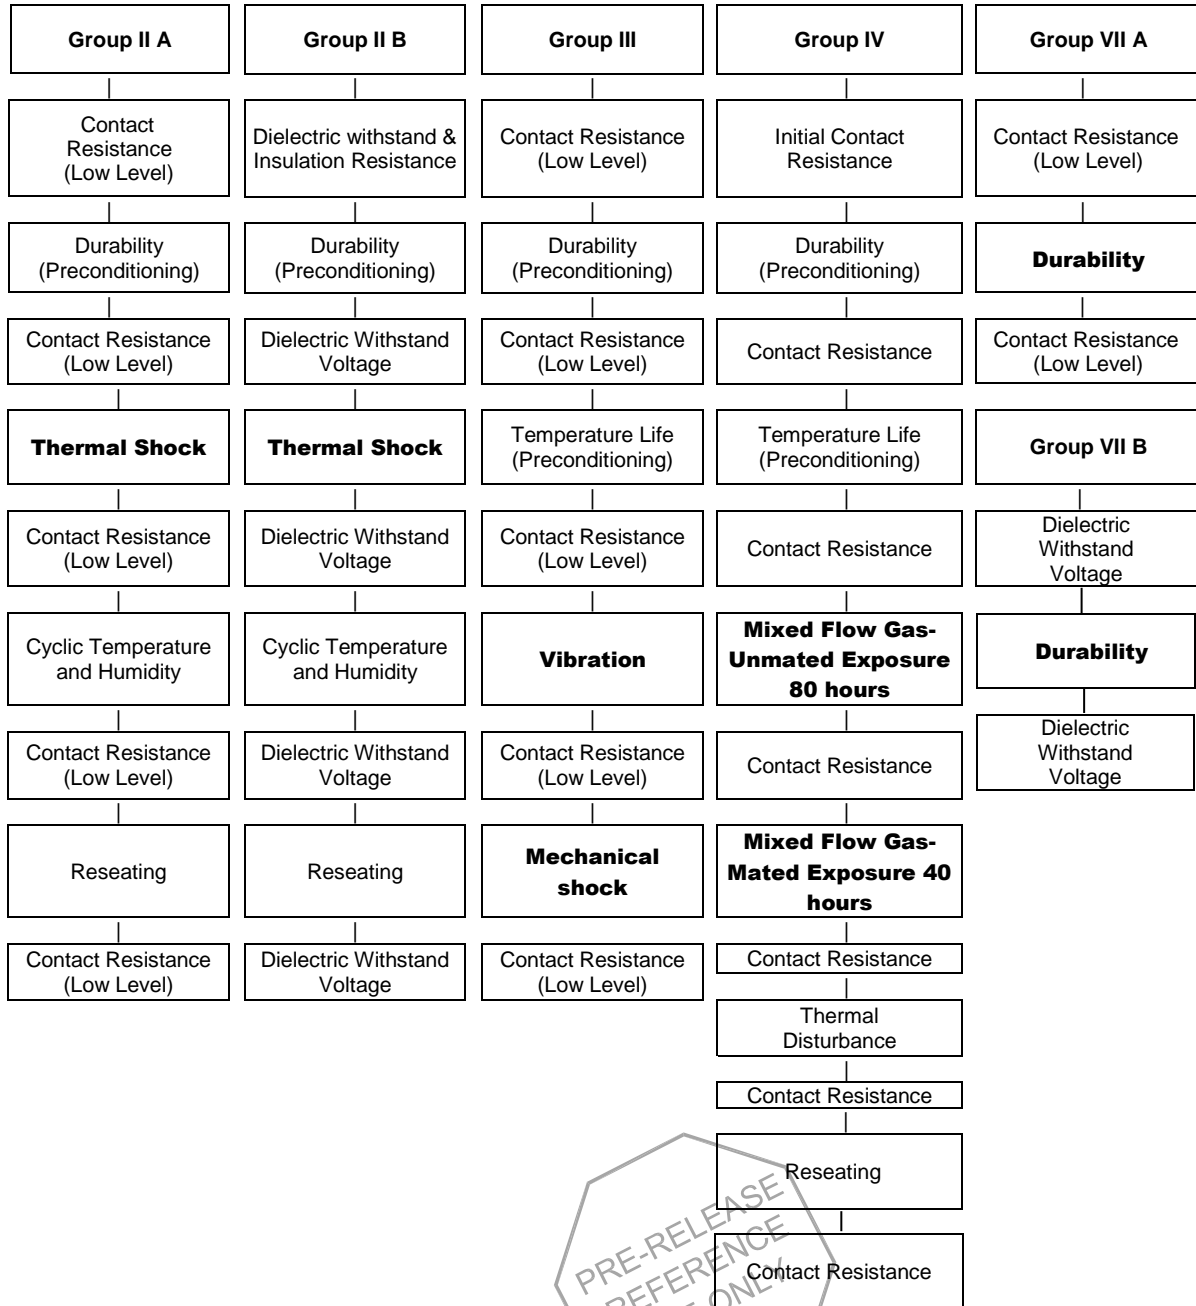 Group II A
Group II B
Group III
Group IV
Group VII A
Contact
Resistance
(Low Level)
Dielectric withstand &
Insulation Resistance
Contact Resistance
(Low Level)
Initial Contact
Resistance
Contact Resistance
(Low Level)
Durability
(Preconditioning)
Durability
(Preconditioning)
Durability
(Preconditioning)
Durability
(Preconditioning)
Durability
Contact Resistance
(Low Level)
Dielectric Withstand
Voltage
Contact Resistance
(Low Level)
Contact Resistance
Contact Resistance
(Low Level)
Thermal Shock
Thermal Shock
Temperature Life
(Preconditioning)
Temperature Life
(Preconditioning)
Group VII B
Contact Resistance
(Low Level)
Dielectric Withstand
Voltage
Contact Resistance
(Low Level)
Contact Resistance
Dielectric
Withstand
Voltage
Cyclic Temperature
and Humidity
Cyclic Temperature
and Humidity
Vibration
Mixed Flow Gas-
Unmated Exposure
80 hours
Durability
Contact Resistance
(Low Level)
Dielectric Withstand
Voltage
Contact Resistance
(Low Level)
Contact Resistance
Dielectric
Withstand
Voltage
Reseating
Reseating
Mechanical
shock
Mixed Flow Gas-
Mated Exposure 40
hours
Contact Resistance
(Low Level)
Dielectric Withstand
Voltage
Contact Resistance
(Low Level)
Contact Resistance
Thermal
Disturbance
Contact Resistance
Reseating
Contact Resistance
PRE-RELEASE
REFERENCE
ONLY